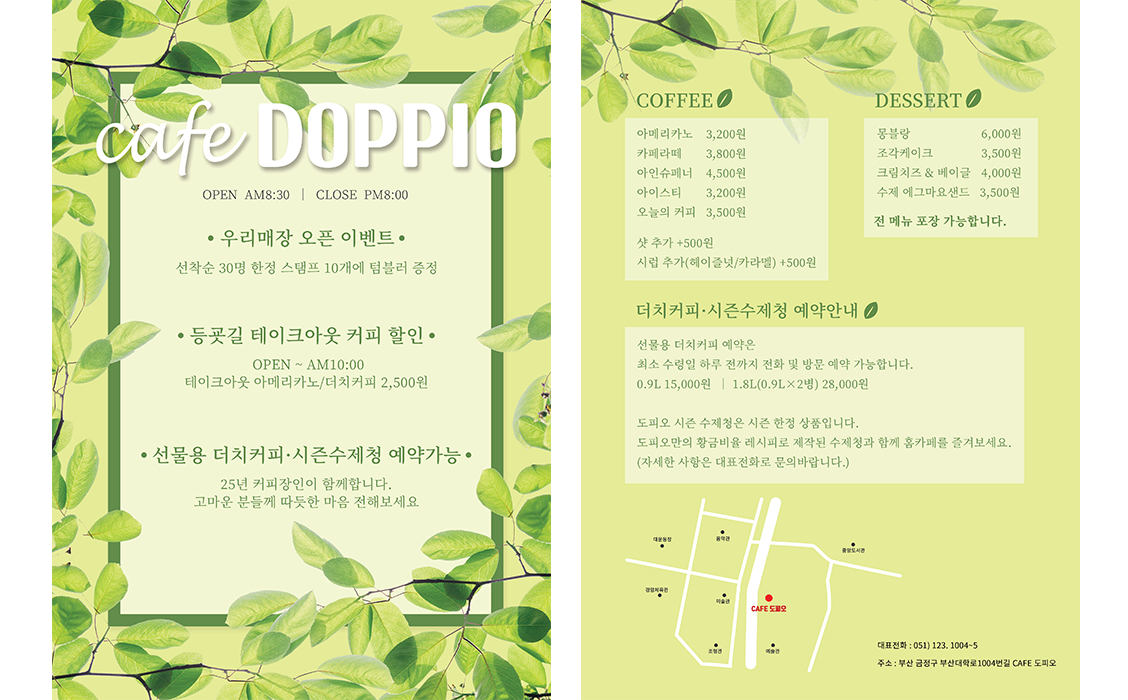 cafe DOPPIO
OPEN AM8:30 | CLOSE PM8:00
• 우리매장 오픈 이벤트 •
선착순 30명 한정 스탬프 10개에 텀블러 증정
• 등굣길 테이크아웃 커피 할인 •
OPEN ~ AM10:00
테이크아웃 아메리카노/더치커피 2,500원
• 선물용 더치커피·시즌수제청 예약가능 •
25년 커피장인이 함께합니다.
고마운 분들께 따듯한 마음 전해보세요
COFFEE
아메리카노 3,200원
카페라떼 3,800원
아인슈페너 4,500원
아이스티 3,200원
오늘의 커피 3,500원
샷 추가 +500원
시럽 추가(헤이즐넛/카라멜) +500원
DESSERT
몽블랑 6,000원
조각케이크 3,500원
크림치즈 & 베이글 4,000원
수제 에그마요샌드 3,500원
전 메뉴 포장 가능합니다.
더치커피·시즌수제청 예약안내
선물용 더치커피 예약은
최소 수령일 하루 전까지 전화 및 방문 예약 가능합니다.
0.9L 15,000원 | 1.8L(0.9L×2병) 28,000원
도피오 시즌 수제청은 시즌 한정 상품입니다.
도피오만의 황금비율 레시피로 제작된 수제청과 함께 홈카페를 즐겨보세요.
(자세한 사항은 대표전화로 문의바랍니다.)
대운동장
음악관
중앙도서관
경암체육관
미술관
CAFE 도피오
조형관
예술관
대표전화 : 051) 123. 1004~5
주소 : 부산 금정구 부산대학로1004번길 CAFE 도피오